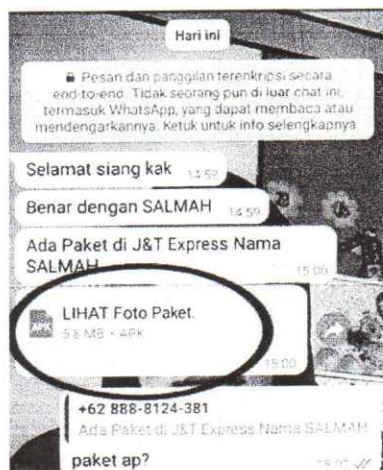 Hari ini
Pesan dan panggilan terenkripsi secara
end-to-end. Tidak seorang pun di luar chat ini,
termasuk WhatsApp, yang dapat membaca atau
mendengarkannya. Ketuk untuk info selengkapnya
Selamat siang kak 14.59
Benar dengan SALMAH 14.59
Ada Paket di J&T Express Nama
SALMAH 15.00
LIHAT Foto Paket.
APK 5.8 MB • APK
15.00
+62 888-8124-381
Ada Paket di J&T Express Nama SALMAH
paket ap? 15.00